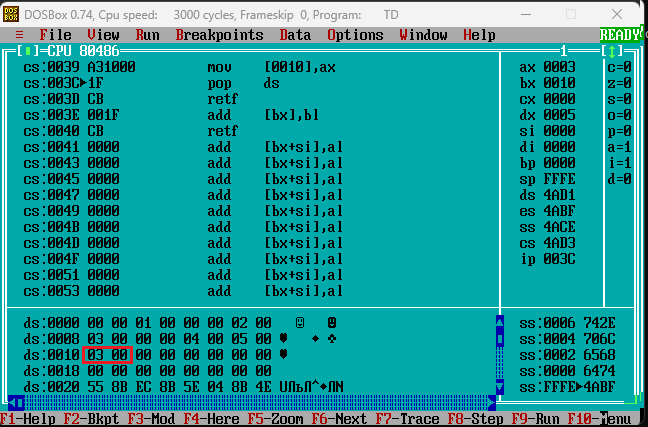 DOSBox 0.74, Cpu speed: 3000 cycles, Frameskip 0, Program: TD
≡ File View Run Breakpoints Data Options Window Help READY
[■]=CPU 80486 1 [↕]
cs:0039 A31000 mov [0010],ax ax 0003 c=0
cs:003C►1F pop ds bx 0010 z=0
cs:003D CB retf cx 0000 s=0
cs:003E 001F add [bx],bl dx 0005 o=0
cs:0040 CB retf si 0000 p=0
cs:0041 0000 add [bx+si],al di 0000 a=1
cs:0043 0000 add [bx+si],al bp 0000 i=1
cs:0045 0000 add [bx+si],al sp FFFE d=0
cs:0047 0000 add [bx+si],al ds 4AD1
cs:0049 0000 add [bx+si],al es 4ABF
cs:004B 0000 add [bx+si],al ss 4ACE
cs:004D 0000 add [bx+si],al cs 4AD3
cs:004F 0000 add [bx+si],al ip 003C
cs:0051 0000 add [bx+si],al
cs:0053 0000 add [bx+si],al
ds:0000 00 00 01 00 00 00 02 00 ☺ ☻ ss:0006 742E
ds:0008 03 00 00 00 04 00 05 00 ♥ ♦ ♣ ss:0004 706C
ds:0010 03 00 00 00 00 00 00 00 ♥ ss:0002 6568
ds:0018 00 00 00 00 00 00 00 00 ss:0000 6474
ds:0020 55 8B EC 8B 5E 04 8B 4E UЛьЛ^♦ЛN ss:FFFE►4ABF
F1-Help F2-Bkpt F3-Mod F4-Here F5-Zoom F6-Next F7-Trace F8-Step F9-Run F10-Menu